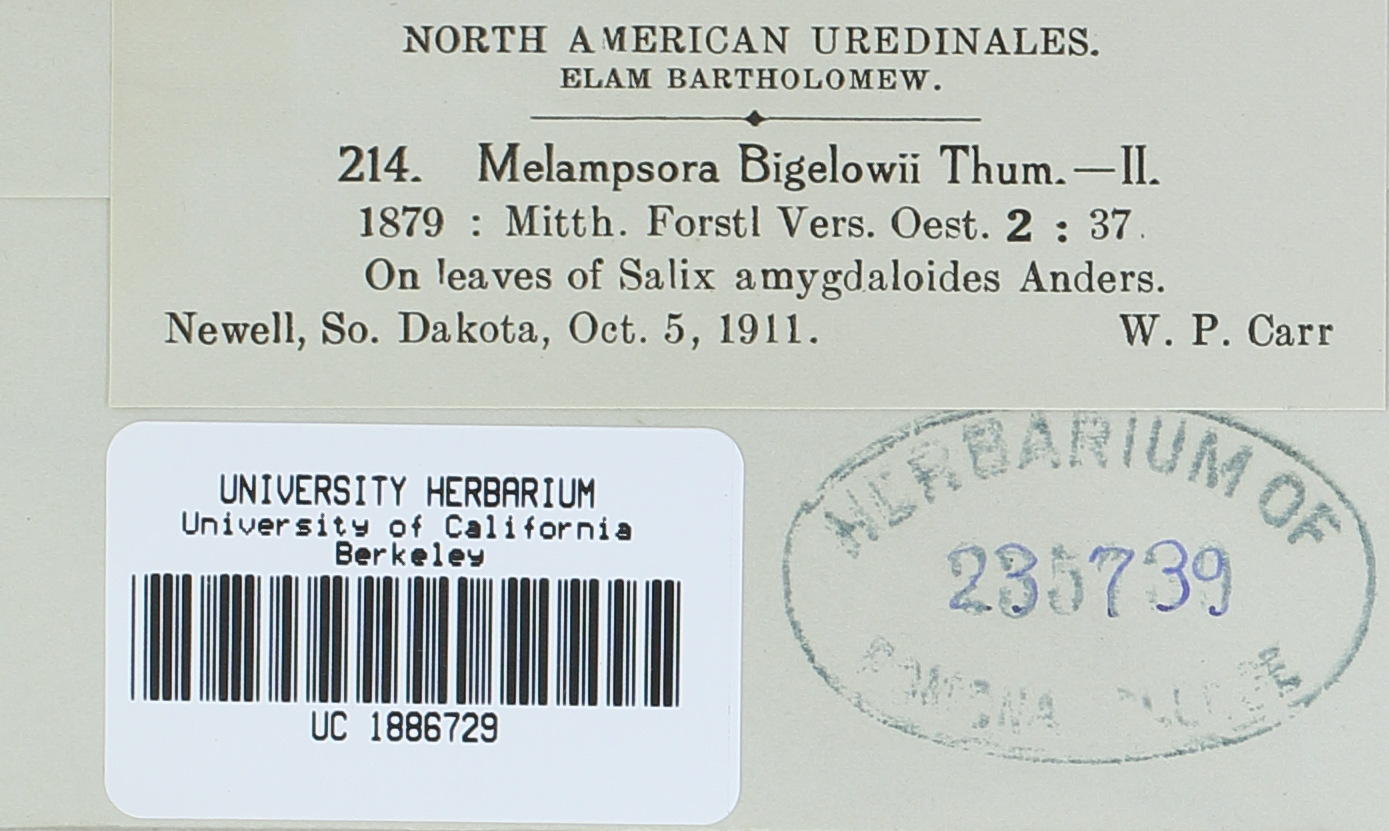 NORTH AMERICAN UREDINALES.
ELAM BARTHOLOMEW.
214. Melampsora Bigelowii Thum.—II.
1879 : Mitth. Forstl Vers. Oest. 2 : 37.
On leaves of Salix amygdaloides Anders.
Newell, So. Dakota, Oct. 5, 1911. W. P. Carr
UNIVERSITY HERBARIUM
University of California
Berkeley
UC 1886729
HERBARIUM OF
235739
POMONA COLLEGE